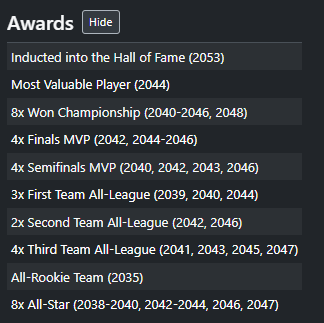 Awards Hide
Inducted into the Hall of Fame (2053)
Most Valuable Player (2044)
8x Won Championship (2040-2046, 2048)
4x Finals MVP (2042, 2044-2046)
4x Semifinals MVP (2040, 2042, 2043, 2046)
3x First Team All-League (2039, 2040, 2044)
2x Second Team All-League (2042, 2046)
4x Third Team All-League (2041, 2043, 2045, 2047)
All-Rookie Team (2035)
8x All-Star (2038-2040, 2042-2044, 2046, 2047)